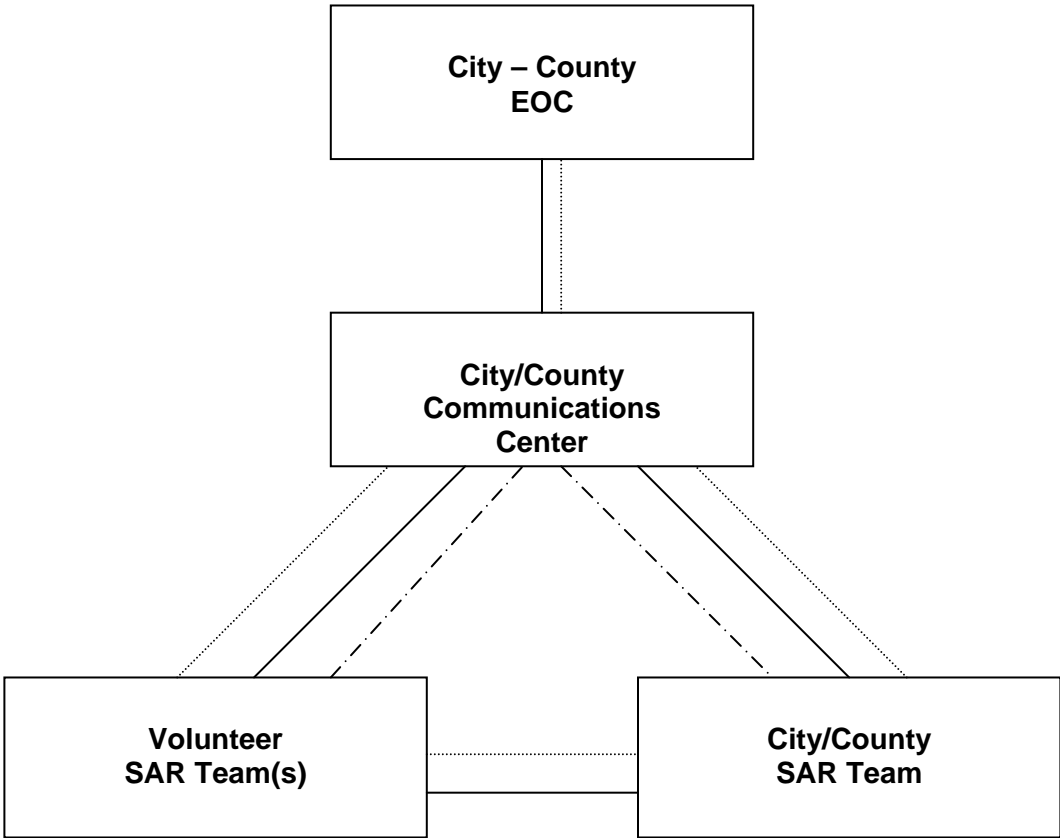 City – County
EOC
City/County
Communications
Center
Volunteer
SAR Team(s)
City/County
SAR Team